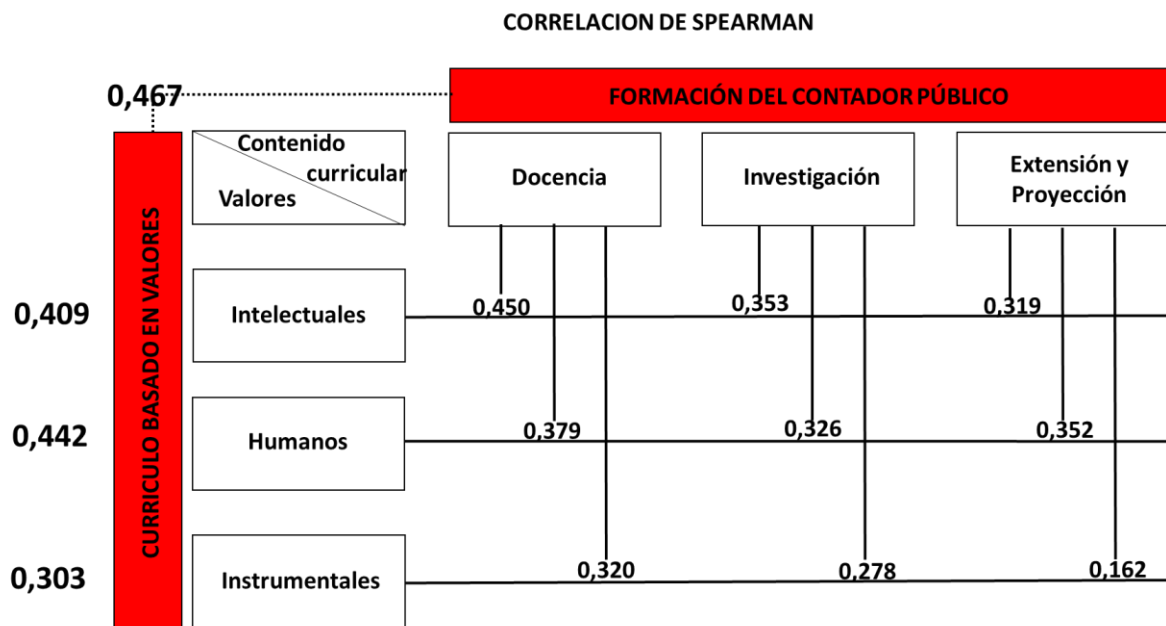 CORRELACION DE SPEARMAN
0,467
FORMACIÓN DEL CONTADOR PÚBLICO
CURRICULO BASADO EN VALORES
Contenido
curricular
Valores
Docencia
Investigación
Extensión y
Proyección
0,409
Intelectuales
0,450
0,353
0,319
0,442
Humanos
0,379
0,326
0,352
0,303
Instrumentales
0,320
0,278
0,162